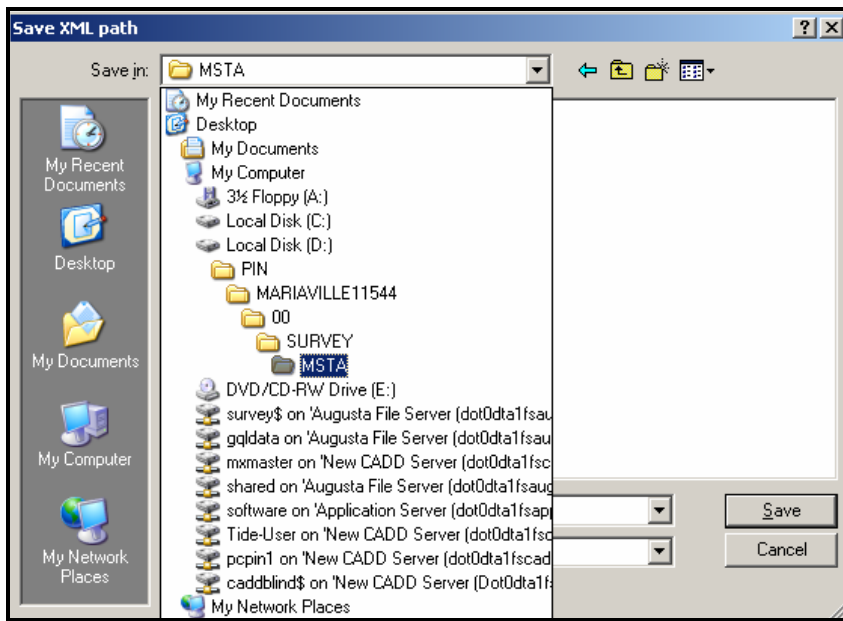 Save XML path
Save in: MSTA
My Recent Documents
Desktop
My Documents
My Computer
3½ Floppy (A:)
Local Disk (C:)
Local Disk (D:)
PIN
MARIAVILLE11544
00
SURVEY
MSTA
DVD/CD-RW Drive (E:)
survey$ on 'Augusta File Server (dot0dta1fsau
gqldata on 'Augusta File Server (dot0dta1fsau
mxmaster on 'New CADD Server (dot0dta1fsc
shared on 'Augusta File Server (dot0dta1fsaug
software on 'Application Server (dot0dta1fsap
Tide-User on 'New CADD Server (dot0dta1fsc
pcpin1 on 'New CADD Server (dot0dta1fscad
caddblind$ on 'New CADD Server (Dot0dta1f
My Network Places
My Recent
Documents
Desktop
My Documents
My Computer
My Network
Places
Save
Cancel